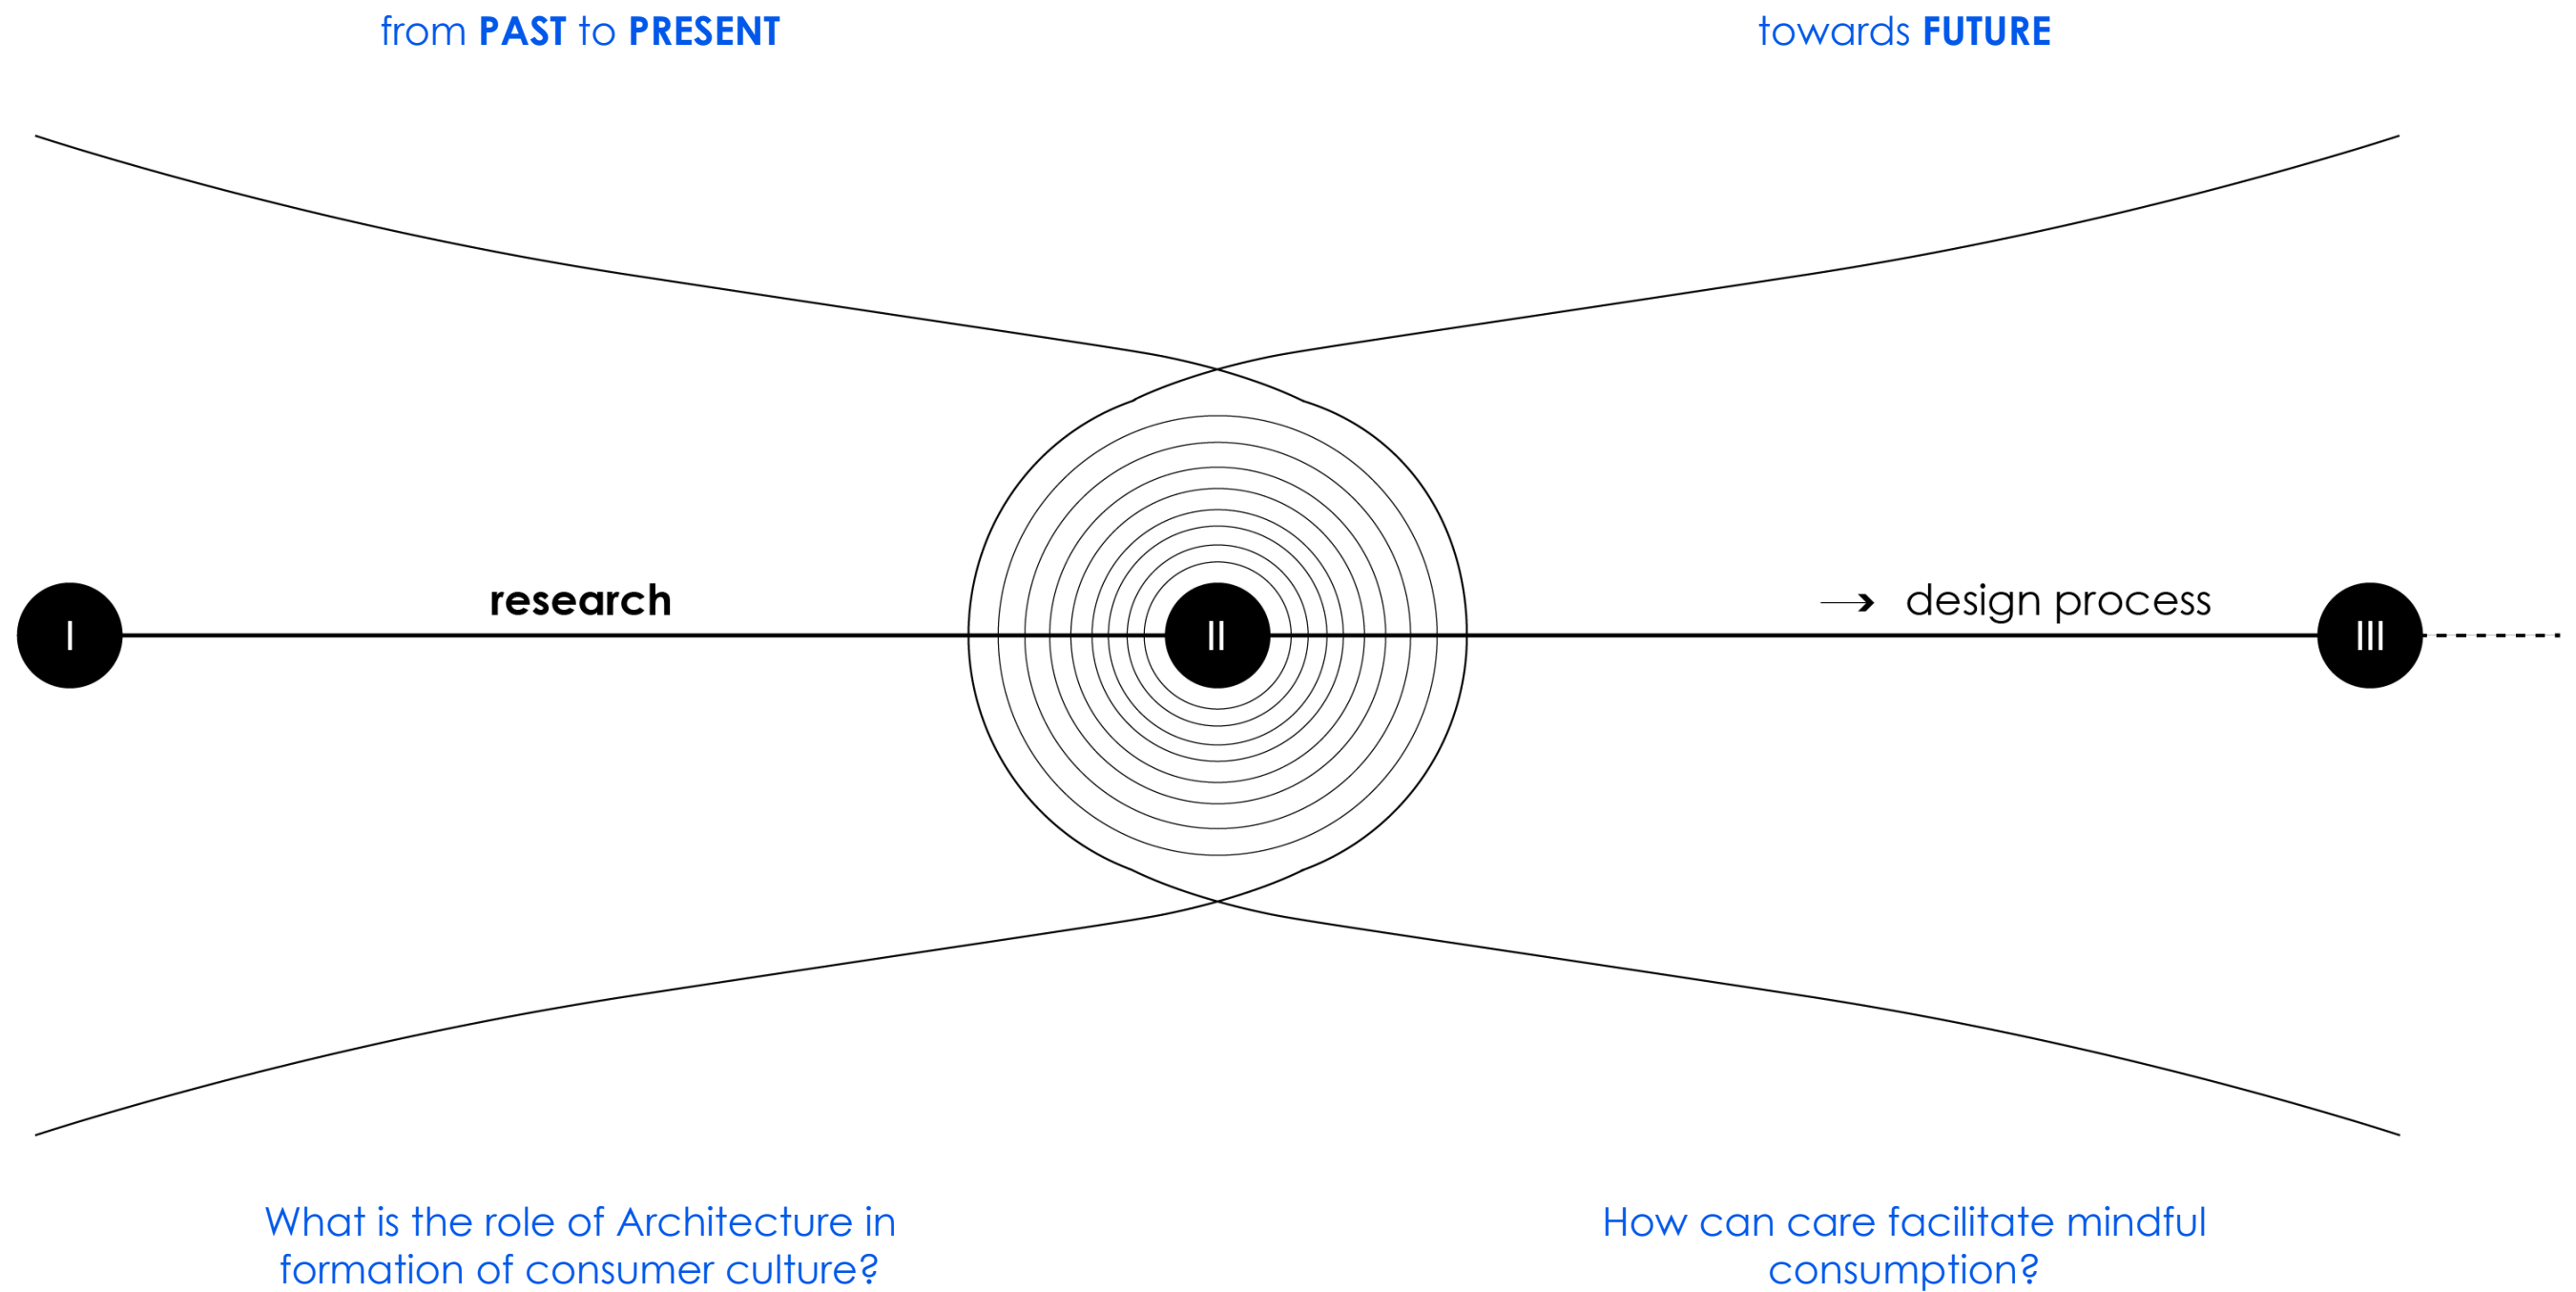 from PAST to PRESENT
towards FUTURE
research
→ design process
I
II
III
What is the role of Architecture in
formation of consumer culture?
How can care facilitate mindful
consumption?